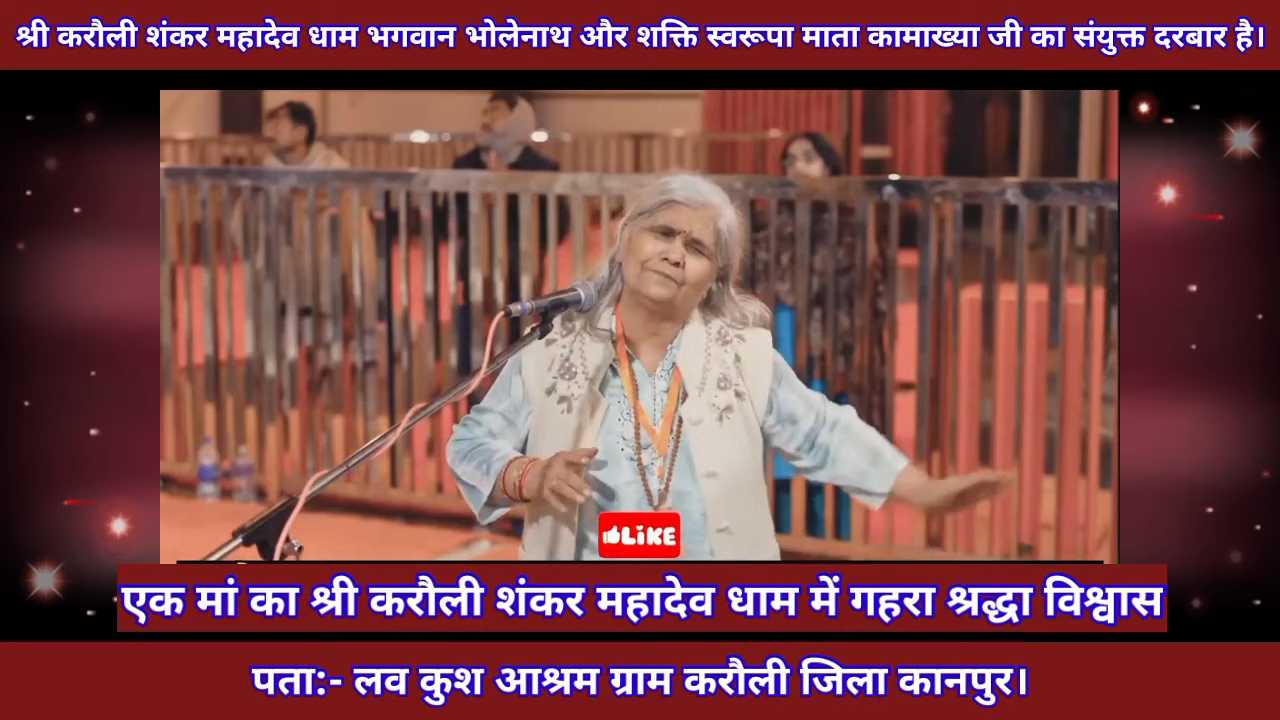 श्री करौली शंकर महादेव धाम भगवान भोलेनाथ और शक्ति स्वरूपा माता कामाख्या जी का संयुक्त दरबार है।
LiKE
एक मां का श्री करौली शंकर महादेव धाम में गहरा श्रद्धा विश्वास
पता:- लव कुश आश्रम ग्राम करौली जिला कानपुर।